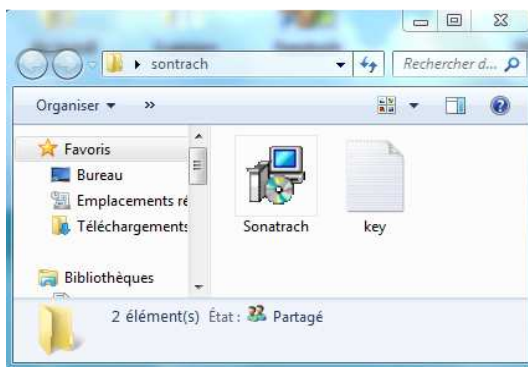 sontrach
Rechercher d...
Organiser
»
Favoris
Bureau
Emplacements ré
Téléchargements
Bibliothèques
Sonatrach
key
2 élément(s) État : Partagé